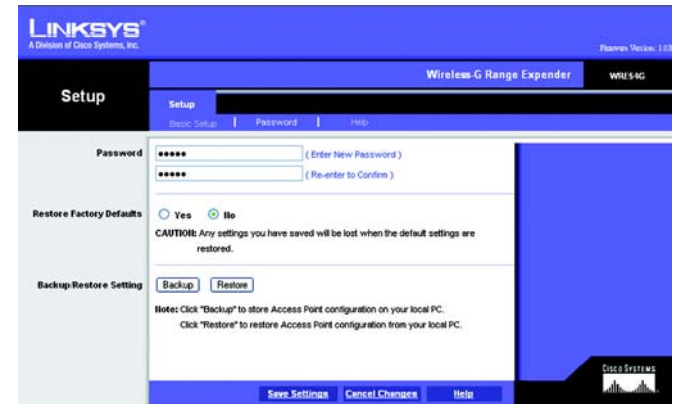 LINKSYS®
A Division of Cisco Systems, Inc.
Firmware Version: 1.03
Wireless-G Range Expender WRE54G
Setup
Setup
Basic Setup | Password | Help
Password ••••• ( Enter New Password )
••••• ( Re-enter to Confirm )
Restore Factory Defaults Yes No
CAUTION: Any settings you have saved will be lost when the default settings are
restored.
Backup/Restore Setting Backup Restore
Note: Click "Backup" to store Access Point configuration on your local PC.
Click "Restore" to restore Access Point configuration from your local PC.
Save Settings Cancel Changes Help
CISCO SYSTEMS